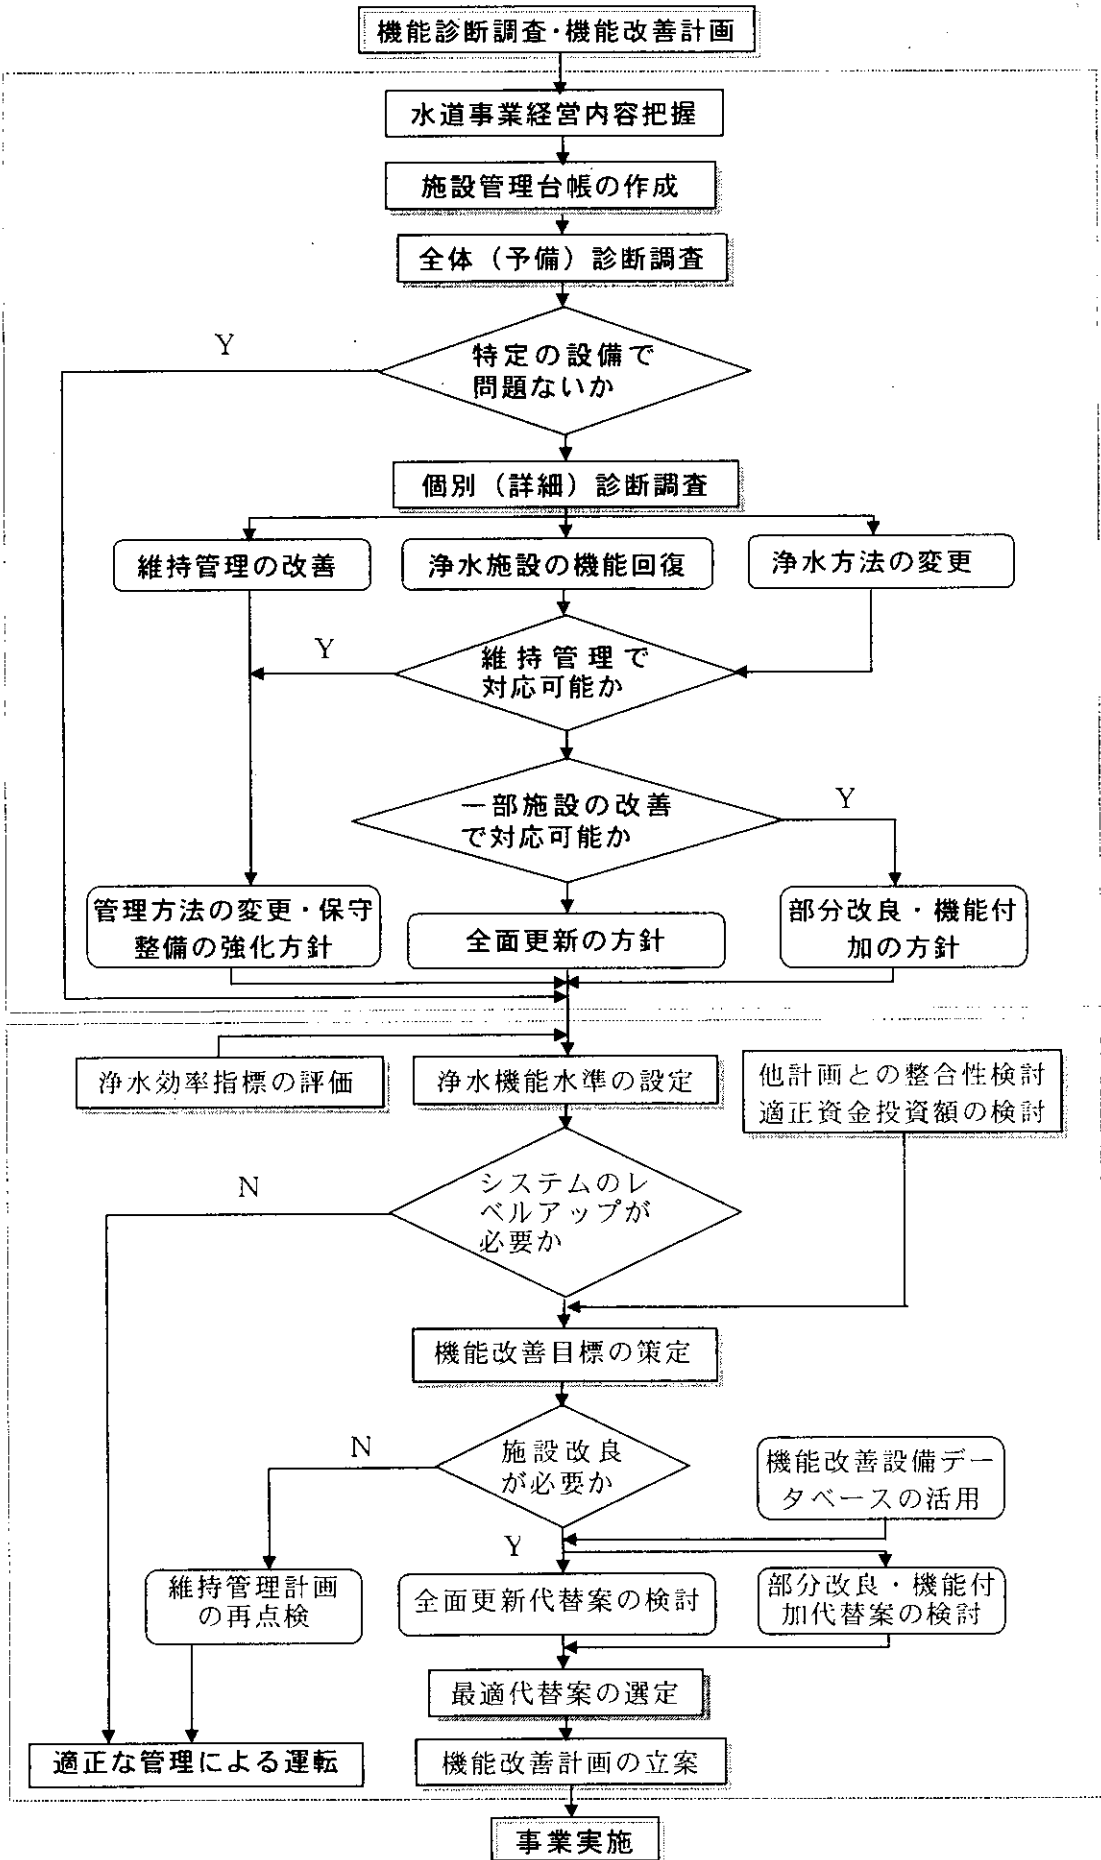 機能診断調査・機能改善計画
水道事業経営内容把握
施設管理台帳の作成
全体（予備）診断調査
Y
特定の設備で
問題ないか
個別（詳細）診断調査
維持管理の改善
浄水施設の機能回復
浄水方法の変更
Y
維持管理で
対応可能か
一部施設の改善
で対応可能か
Y
管理方法の変更・保守
整備の強化方針
全面更新の方針
部分改良・機能付
加の方針
浄水効率指標の評価
浄水機能水準の設定
他計画との整合性検討
適正資金投資額の検討
N
システムのレ
ベルアップが
必要か
機能改善目標の策定
N
施設改良
が必要か
機能改善設備デー
タベースの活用
Y
維持管理計画
の再点検
全面更新代替案の検討
部分改良・機能付
加代替案の検討
最適代替案の選定
適正な管理による運転
機能改善計画の立案
事業実施